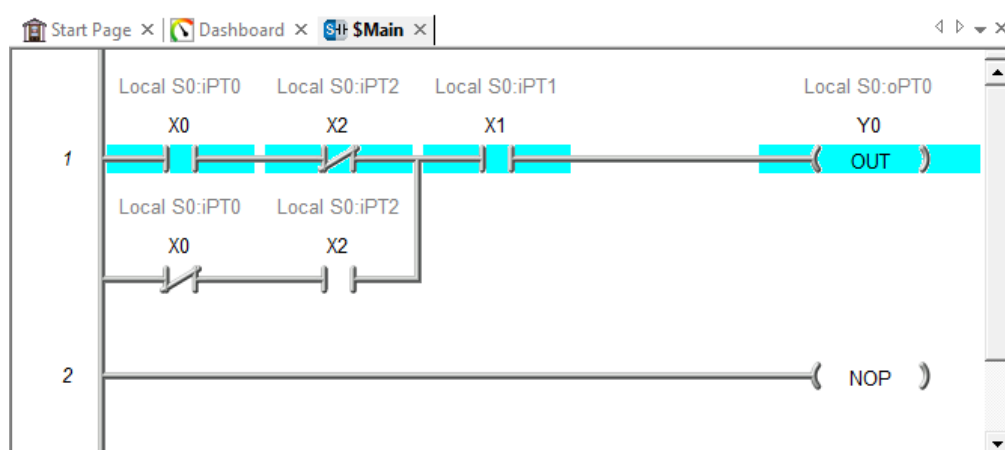 Start Page × Dashboard × $Main ×
Local S0:iPT0 Local S0:iPT2 Local S0:iPT1 Local S0:oPT0
X0 X2 X1 Y0
1 OUT
Local S0:iPT0 Local S0:iPT2
X0 X2
2 NOP